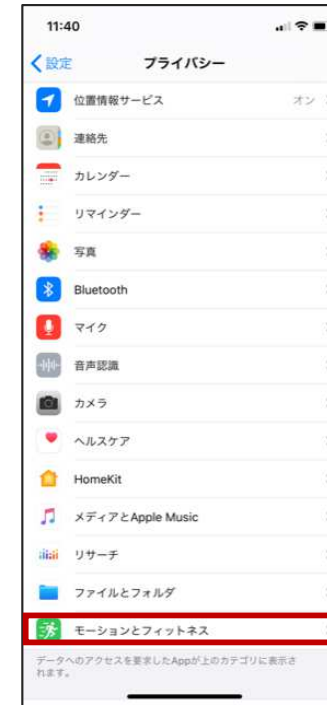 11:40
設定
プライバシー
位置情報サービス オン
連絡先
カレンダー
リマインダー
写真
Bluetooth
マイク
音声認識
カメラ
ヘルスケア
HomeKit
メディアとApple Music
リサーチ
ファイルとフォルダ
モーションとフィットネス
データへのアクセスを要求したAppが上のカテゴリに表示さ
れます。